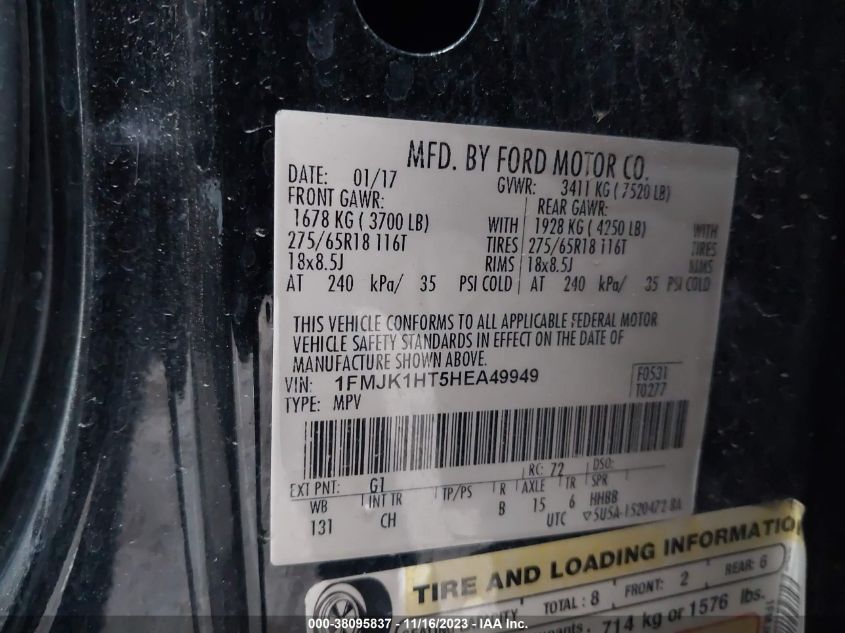 MFD. BY FORD MOTOR CO.
DATE: 01/17 GVWR: 3411 KG ( 7520 LB)
FRONT GAWR: REAR GAWR:
1678 KG ( 3700 LB) WITH 1928 KG ( 4250 LB) WITH
275/65R18 116T TIRES 275/65R18 116T TIRES
18x8.5J RIMS 18x8.5J RIMS
AT 240 kPa/ 35 PSI COLD AT 240 kPa/ 35 PSI COLD
THIS VEHICLE CONFORMS TO ALL APPLICABLE FEDERAL MOTOR
VEHICLE SAFETY STANDARDS IN EFFECT ON THE DATE OF
MANUFACTURE SHOWN ABOVE.
VIN: 1FMJK1HT5HEA49949 F0531
TYPE: MPV T0277
EXT PNT: G1 RC: 72 DSO:
WB INT TR TP/PS R AXLE TR SPR
131 CH B 15 6 HHBB
UTC 5U5A-1520472-BA
TIRE AND LOADING INFORMATION
TOTAL : 8 FRONT: 2 REAR: 6
714 kg or 1576 lbs.
000-38095837 - 11/16/2023 - IAA Inc.